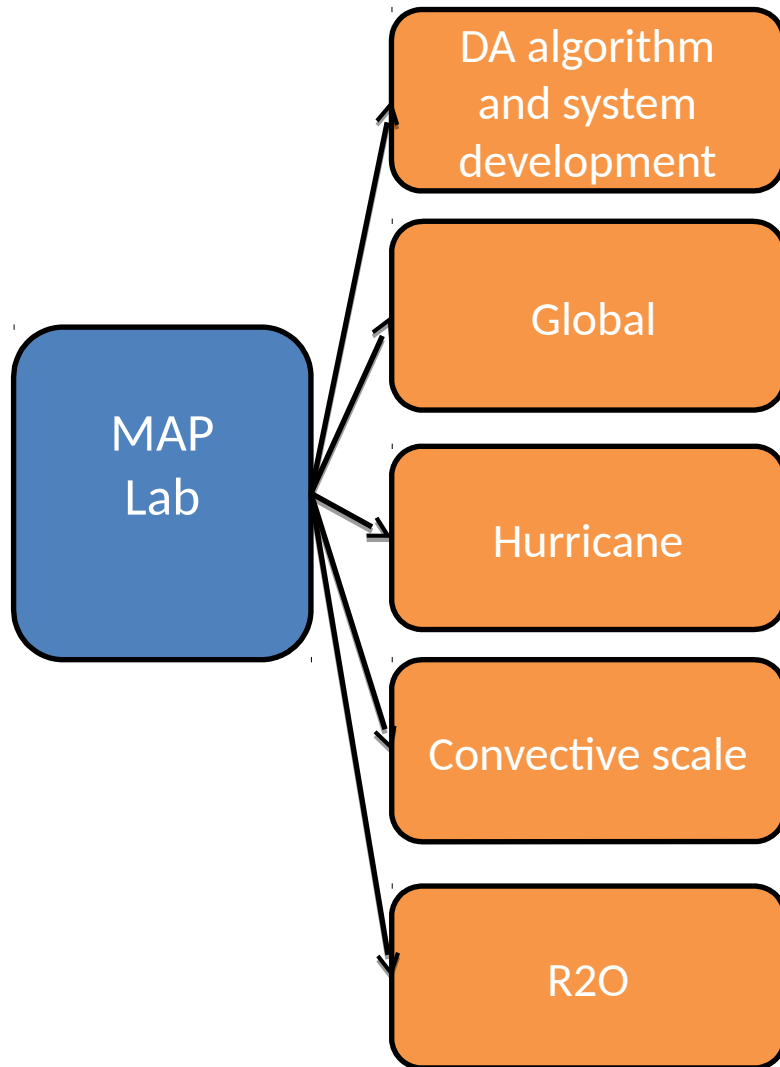 MAP
Lab
DA algorithm
and system
development
Global
Hurricane
Convective scale
R2O